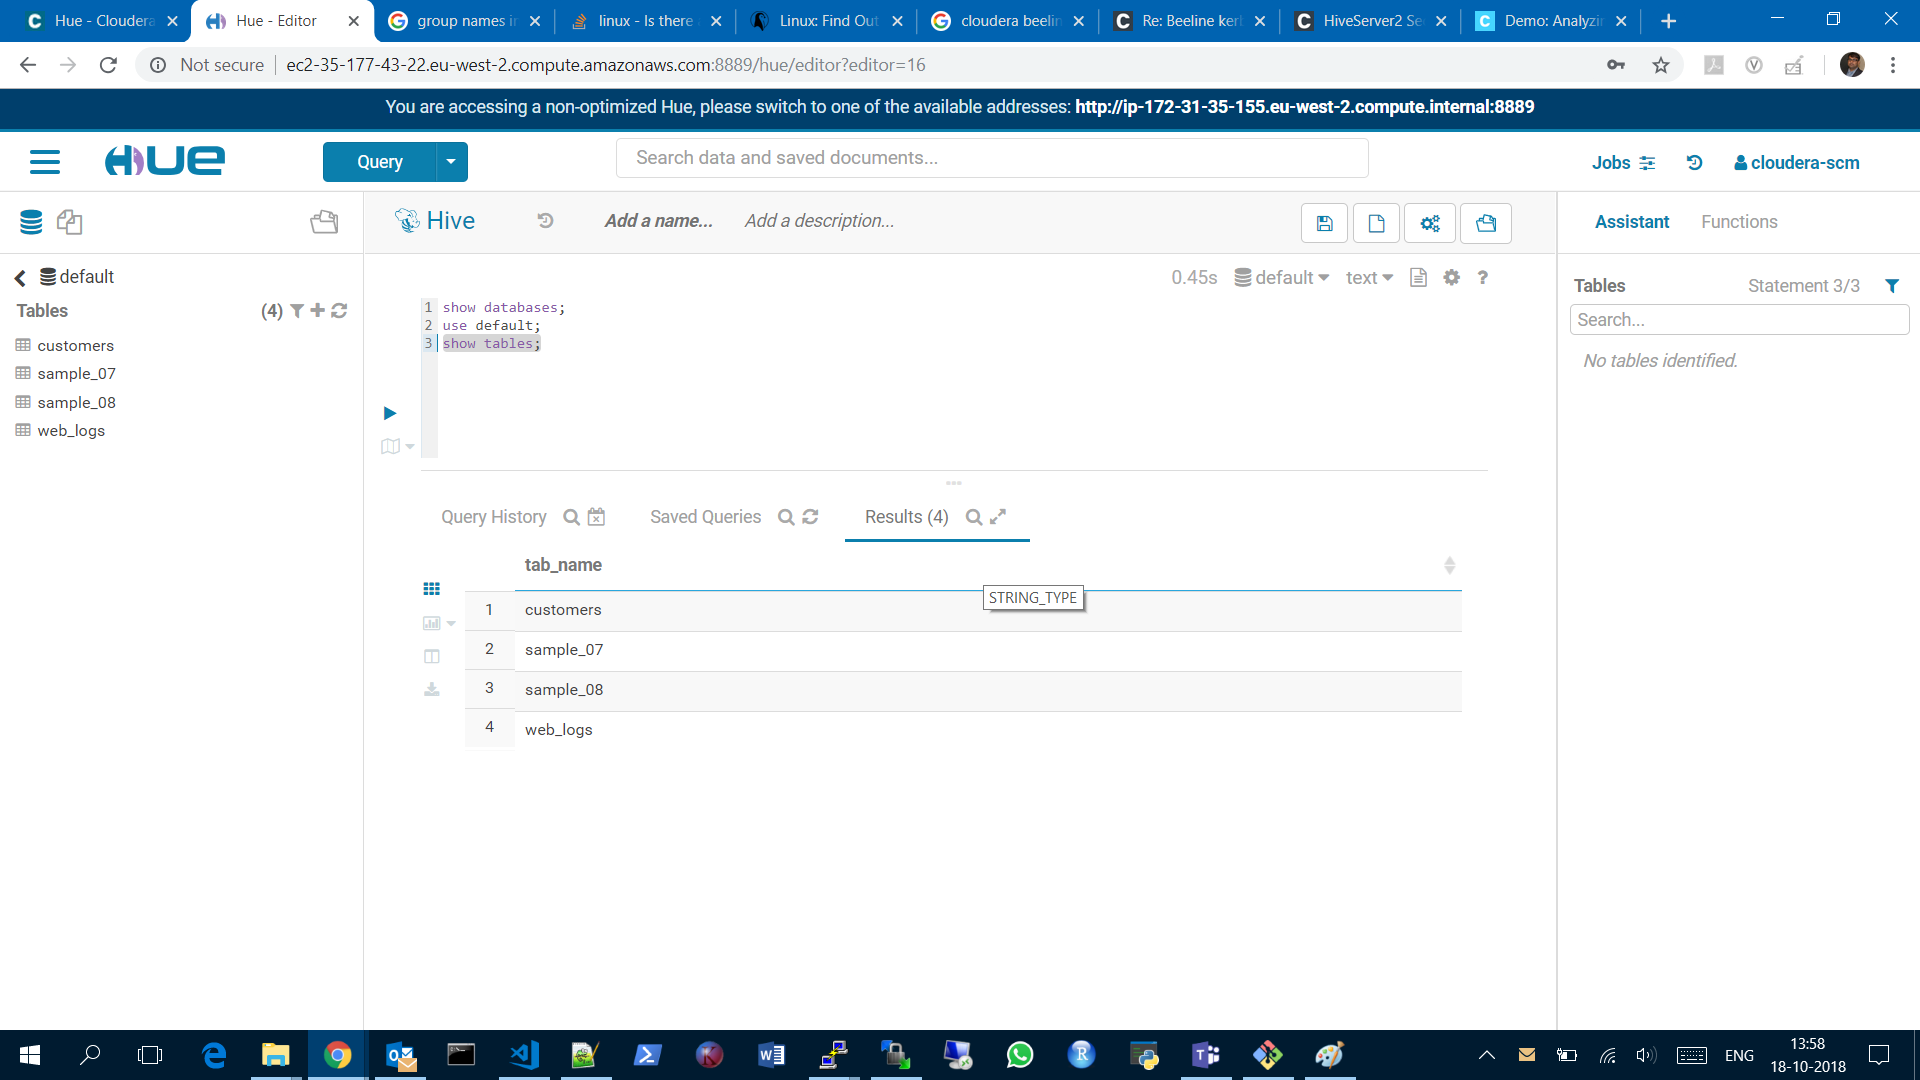 Hue - Cloudera
Hue - Editor
group names in
linux - Is there
Linux: Find Out
cloudera beelin
Re: Beeline ker
HiveServer2 Se
Demo: Analyzin
Not secure
ec2-35-177-43-22.eu-west-2.compute.amazonaws.com:8889/hue/editor?editor=16
You are accessing a non-optimized Hue, please switch to one of the available addresses: http://ip-172-31-35-155.eu-west-2.compute.internal:8889
HUE
Query
Search data and saved documents...
Jobs
cloudera-scm
Hive
Add a name...
Add a description...
Assistant
Functions
default
Tables
(4)
customers
sample_07
sample_08
web_logs
0.45s
default
text
?
1 show databases;
2 use default;
3 show tables;
Tables
Statement 3/3
Search...
No tables identified.
Query History
Saved Queries
Results (4)
tab_name
STRING_TYPE
1 customers
2 sample_07
3 sample_08
4 web_logs
ENG
13:58
18-10-2018